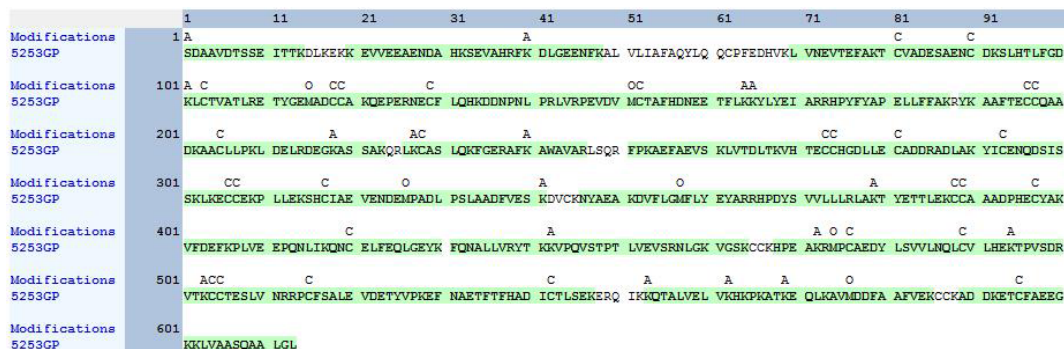 1 11 21 31 41 51 61 71 81 91
Modifications 1 A A C C
5253GP SDAAVDTSSE ITTKDLKEKK EVVEEAENDA HKSEVAHRFK DLGEENFKAL VLIAFAQYLQ QCPFEDHVKL VNEVTEFAKT CVADESAENC DKSLHTLFGD
Modifications 101 A C O CC C OC AA CC
5253GP KLCTVATLRE TYGEMADCCA KQEPERNECF LQHKDDNPNL PRLVRPEVDV MCTAFHDNEE TFLKKYLYEI ARRHPYFYAP ELLFFAKRYK AAFTECCQAA
Modifications 201 C A AC A CC C C
5253GP DKAACLLPKL DELRDEGKAS SAKQRLKCAS LQKFGERAFK AWAVARLSQR FPKAEFAEVS KLVTDLTKVH TECCHGDLLE CADDRADLAK YICENQDSIS
Modifications 301 CC C O A O A CC C
5253GP SKLKECCEKP LLEKSHCIAE VENDEMPADL PSLAADFVES KDVCKNYAEA KDVFLGMFLY EYARRHPDYS VVLLLRLAKT YETTLEKCCA AADPHECYAK
Modifications 401 C A A O C C A
5253GP VFDEFKPLVE EPQNLIKQNC ELFEQLGEYK FQNALLVRYT KKVPQVSTPT LVEVSRNLGK VGSKCCKHPE AKRMPCAEDY LSVVLNQLCV LHEKTPVSDR
Modifications 501 ACC C C A A A O C
5253GP VTKCCTESLV NRRPCFSALE VDETYVPKEF NAETFTFHAD ICTLSEKERQ IKKQTALVEL VKHKPKATKE QLKAVMDDFA AFVEKCCKAD DKETCFAEEG
Modifications 601
5253GP KKLVAASQAA LGL